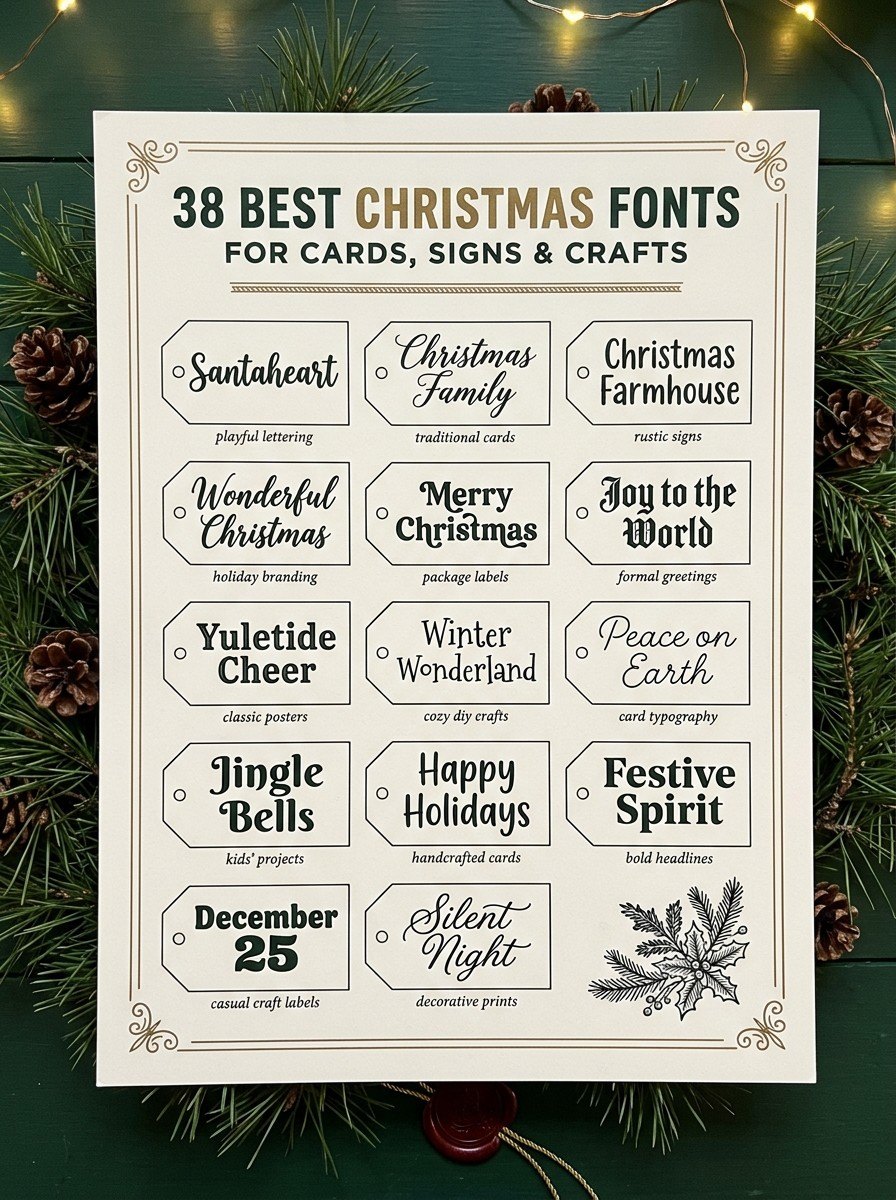 38 BEST CHRISTMAS FONTS
FOR CARDS, SIGNS & CRAFTS
Santaheart
playful lettering
Christmas
Family
traditional cards
Christmas
Farmhouse
rustic signs
Wonderful
Christmas
holiday branding
Merry
Christmas
package labels
Joy to the
World
formal greetings
Yuletide
Cheer
classic posters
Winter
Wonderland
cozy diy crafts
Peace on
Earth
card typography
Jingle
Bells
kids' projects
Happy
Holidays
handcrafted cards
Festive
Spirit
bold headlines
December
25
casual craft labels
Silent
Night
decorative prints